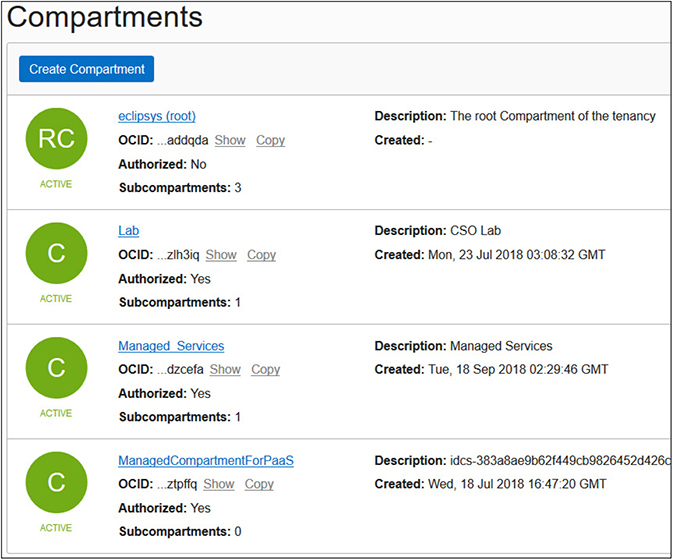 Compartments
Create Compartment
RC
ACTIVE
eclipsys (root)
OCID: ...addqda Show Copy
Authorized: No
Subcompartments: 3
Description: The root Compartment of the tenancy
Created: -
C
ACTIVE
Lab
OCID: ...zlh3iq Show Copy
Authorized: Yes
Subcompartments: 1
Description: CSO Lab
Created: Mon, 23 Jul 2018 03:08:32 GMT
C
ACTIVE
Managed_Services
OCID: ...dzcefa Show Copy
Authorized: Yes
Subcompartments: 1
Description: Managed Services
Created: Tue, 18 Sep 2018 02:29:46 GMT
C
ACTIVE
ManagedCompartmentForPaaS
OCID: ...ztpffq Show Copy
Authorized: Yes
Subcompartments: 0
Description: idcs-383a8ae9b62f449cb9826452d426c
Created: Wed, 18 Jul 2018 16:47:20 GMT